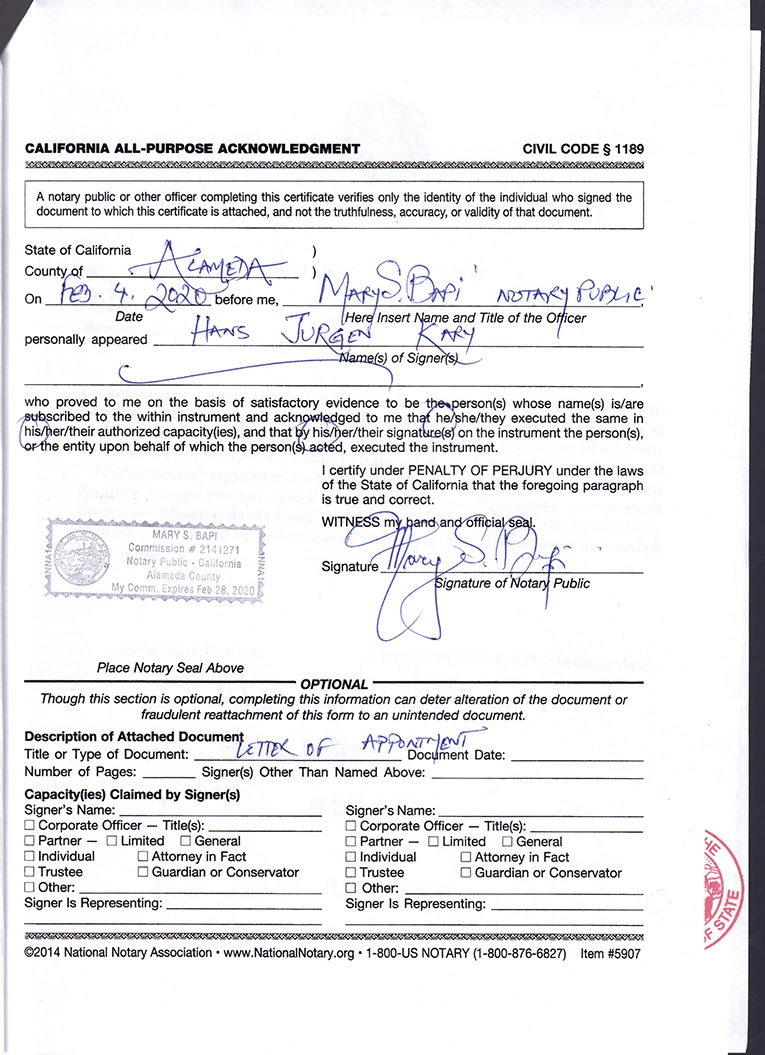 CALIFORNIA ALL-PURPOSE ACKNOWLEDGMENT CIVIL CODE § 1189
A notary public or other officer completing this certificate verifies only the identity of the individual who signed the
document to which this certificate is attached, and not the truthfulness, accuracy, or validity of that document.
State of California )
County of ALAMEDA )
On FEB. 4. 2020 before me, MARY S. BAPI NOTARY PUBLIC,
Date Here Insert Name and Title of the Officer
personally appeared HANS JURGEN KARY
Name(s) of Signer(s)
who proved to me on the basis of satisfactory evidence to be the person(s) whose name(s) is/are
subscribed to the within instrument and acknowledged to me that he/she/they executed the same in
his/her/their authorized capacity(ies), and that by his/her/their signature(s) on the instrument the person(s),
or the entity upon behalf of which the person(s) acted, executed the instrument.
I certify under PENALTY OF PERJURY under the laws
of the State of California that the foregoing paragraph
is true and correct.
WITNESS my hand and official seal.
MARY S. BAPI
Commission # 2141271
Notary Public - California
Alameda County
My Comm. Expires Feb 28, 2020
NNA1
NNA1
Signature Mary S. Bapi
Signature of Notary Public
Place Notary Seal Above
OPTIONAL
Though this section is optional, completing this information can deter alteration of the document or
fraudulent reattachment of this form to an unintended document.
Description of Attached Document
Title or Type of Document: LETTER OF APPONTMENT Document Date:
Number of Pages: Signer(s) Other Than Named Above:
Capacity(ies) Claimed by Signer(s)
Signer's Name: Signer's Name:
☐ Corporate Officer — Title(s): ☐ Corporate Officer — Title(s):
☐ Partner — ☐ Limited ☐ General ☐ Partner — ☐ Limited ☐ General
☐ Individual ☐ Attorney in Fact ☐ Individual ☐ Attorney in Fact
☐ Trustee ☐ Guardian or Conservator ☐ Trustee ☐ Guardian or Conservator
☐ Other: ☐ Other:
Signer Is Representing: Signer Is Representing:
THE
OF STATE
©2014 National Notary Association • www.NationalNotary.org • 1-800-US NOTARY (1-800-876-6827) Item #5907